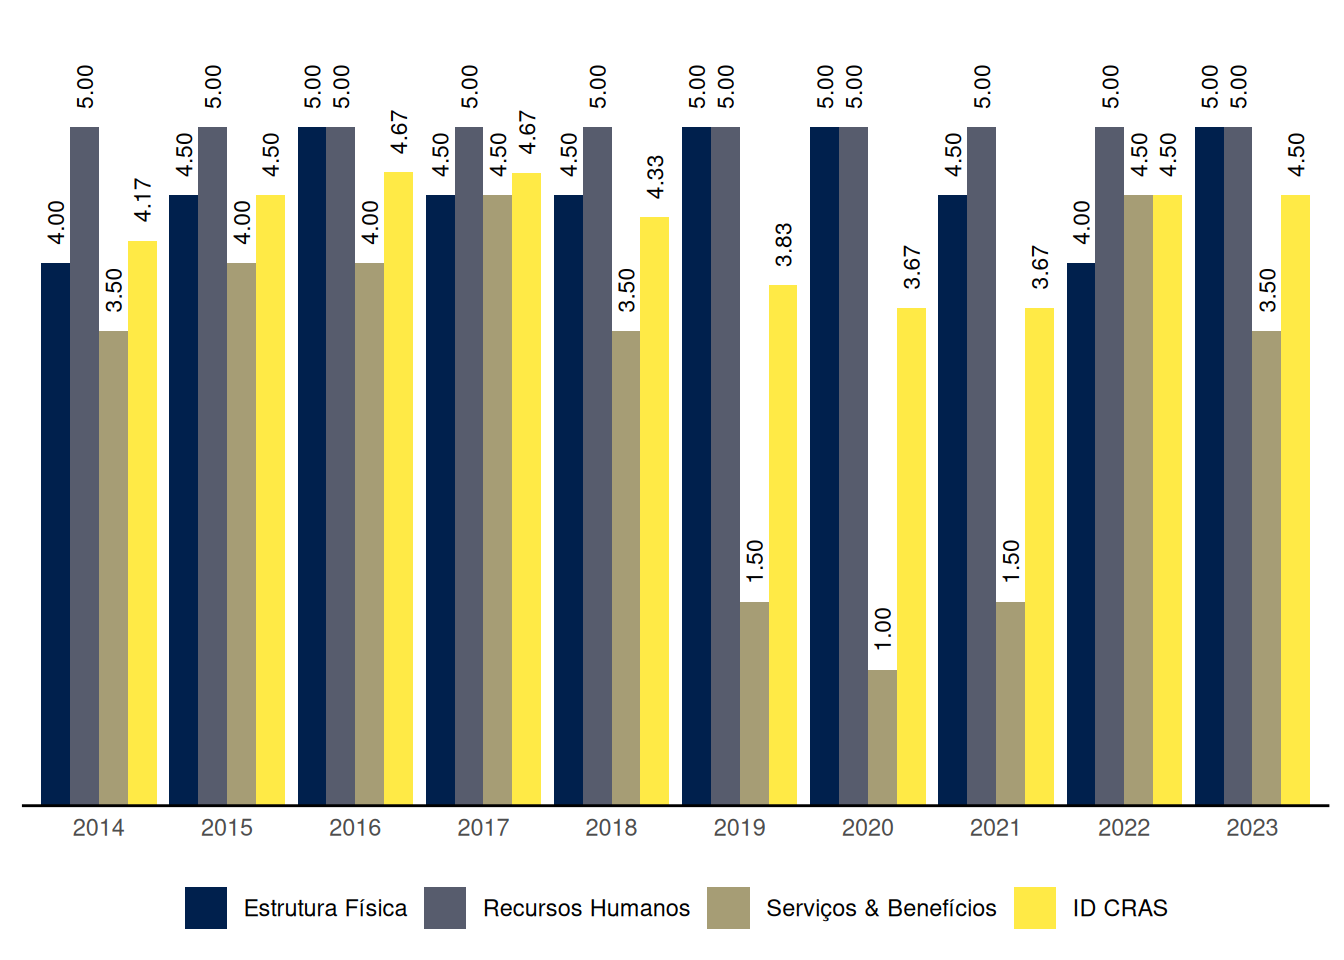 4.00 5.00 3.50 4.17
4.50 5.00 4.00 4.50
5.00 5.00 4.00 4.67
4.50 5.00 4.50 4.67
4.50 5.00 3.50 4.33
5.00 5.00 1.50 3.83
5.00 5.00 1.00 3.67
4.50 5.00 1.50 3.67
4.00 5.00 4.50 4.50
5.00 5.00 3.50 4.50
2014 2015 2016 2017 2018 2019 2020 2021 2022 2023
Estrutura Física Recursos Humanos Serviços & Benefícios ID CRAS